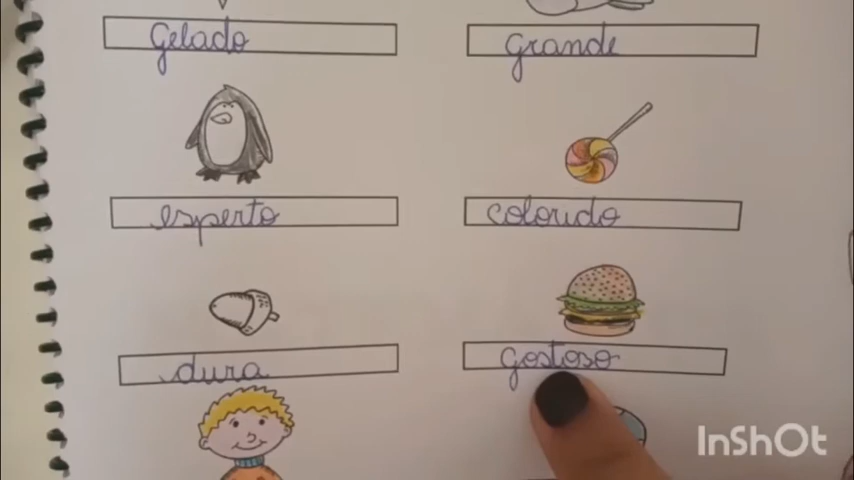 gelado
grande
esperto
colorido
dura
gostoso
InShOt